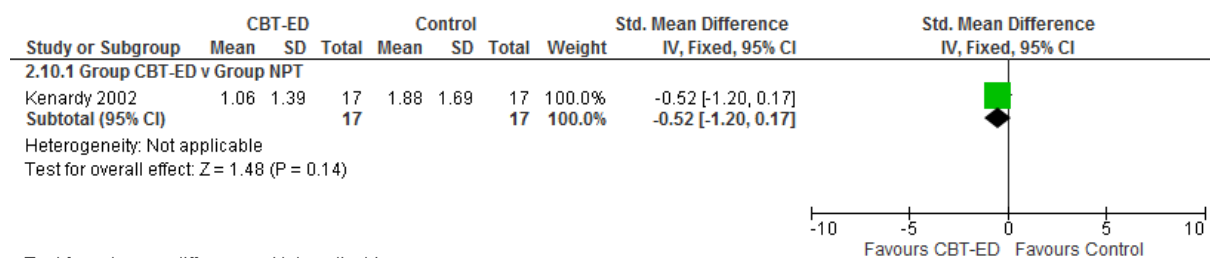 CBT-ED Control Std. Mean Difference Std. Mean Difference
Study or Subgroup Mean SD Total Mean SD Total Weight IV, Fixed, 95% CI IV, Fixed, 95% CI
2.10.1 Group CBT-ED v Group NPT
Kenardy 2002 1.06 1.39 17 1.88 1.69 17 100.0% -0.52 [-1.20, 0.17]
Subtotal (95% CI) 17 17 100.0% -0.52 [-1.20, 0.17]
Heterogeneity: Not applicable
Test for overall effect: Z = 1.48 (P = 0.14)
-10 -5 0 5 10
Favours CBT-ED Favours Control